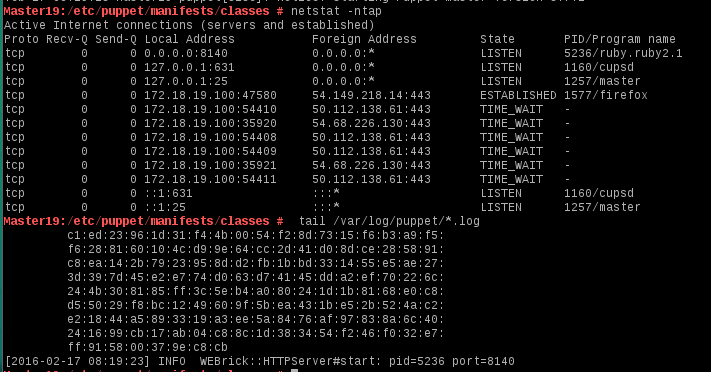 Master19:/etc/puppet/manifests/classes # netstat -ntap
Active Internet connections (servers and established)
Proto Recv-Q Send-Q Local Address Foreign Address State PID/Program name
tcp 0 0 0.0.0.0:8140 0.0.0.0:* LISTEN 5236/ruby.ruby2.1
tcp 0 0 127.0.0.1:631 0.0.0.0:* LISTEN 1160/cupsd
tcp 0 0 127.0.0.1:25 0.0.0.0:* LISTEN 1257/master
tcp 0 0 172.18.19.100:47580 54.149.218.14:443 ESTABLISHED 1577/firefox
tcp 0 0 172.18.19.100:54410 50.112.138.61:443 TIME_WAIT -
tcp 0 0 172.18.19.100:35920 54.68.226.130:443 TIME_WAIT -
tcp 0 0 172.18.19.100:54408 50.112.138.61:443 TIME_WAIT -
tcp 0 0 172.18.19.100:54409 50.112.138.61:443 TIME_WAIT -
tcp 0 0 172.18.19.100:35921 54.68.226.130:443 TIME_WAIT -
tcp 0 0 172.18.19.100:54411 50.112.138.61:443 TIME_WAIT -
tcp 0 0 ::1:631 :::* LISTEN 1160/cupsd
tcp 0 0 ::1:25 :::* LISTEN 1257/master
Master19:/etc/puppet/manifests/classes # tail /var/log/puppet/*.log
c1:ed:23:96:1d:31:f4:4b:00:54:f2:8d:73:15:f6:b3:a9:f5:
f6:28:81:60:10:4c:d9:9e:64:cc:2d:41:d0:8d:ce:28:58:91:
c8:ea:14:2b:79:23:95:8d:d2:fb:1b:bd:33:14:55:e5:ae:27:
3d:39:7d:45:e2:e7:74:d0:63:d7:41:45:dd:a2:ef:70:22:6c:
24:4b:30:81:85:ff:3c:5e:b4:a0:80:24:1d:1b:81:68:e0:c8:
d5:50:29:f8:bc:12:49:60:9f:5b:ea:43:1b:e5:2b:52:4a:c2:
e2:18:44:a5:89:33:19:a3:ee:5a:84:76:af:97:83:8a:6c:40:
24:16:99:cb:17:ab:04:c8:8c:1d:38:34:54:f2:46:f0:32:e7:
ff:91:58:00:37:9e:c8:cb
[2016-02-17 08:19:23] INFO WEBrick::HTTPServer#start: pid=5236 port=8140